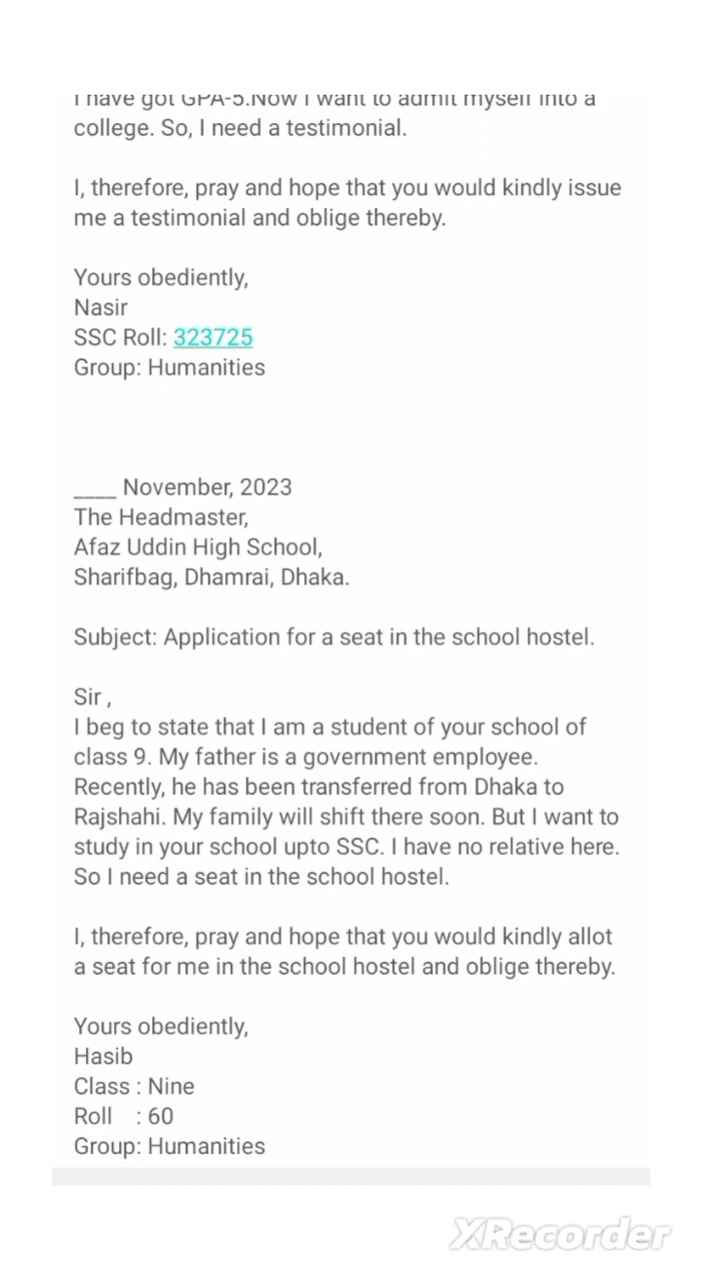 I have got GPA-5.Now I want to admit myself into a
college. So, I need a testimonial.
I, therefore, pray and hope that you would kindly issue
me a testimonial and oblige thereby.
Yours obediently,
Nasir
SSC Roll: 323725
Group: Humanities
____ November, 2023
The Headmaster,
Afaz Uddin High School,
Sharifbag, Dhamrai, Dhaka.
Subject: Application for a seat in the school hostel.
Sir ,
I beg to state that I am a student of your school of
class 9. My father is a government employee.
Recently, he has been transferred from Dhaka to
Rajshahi. My family will shift there soon. But I want to
study in your school upto SSC. I have no relative here.
So I need a seat in the school hostel.
I, therefore, pray and hope that you would kindly allot
a seat for me in the school hostel and oblige thereby.
Yours obediently,
Hasib
Class : Nine
Roll : 60
Group: Humanities
XRecorder